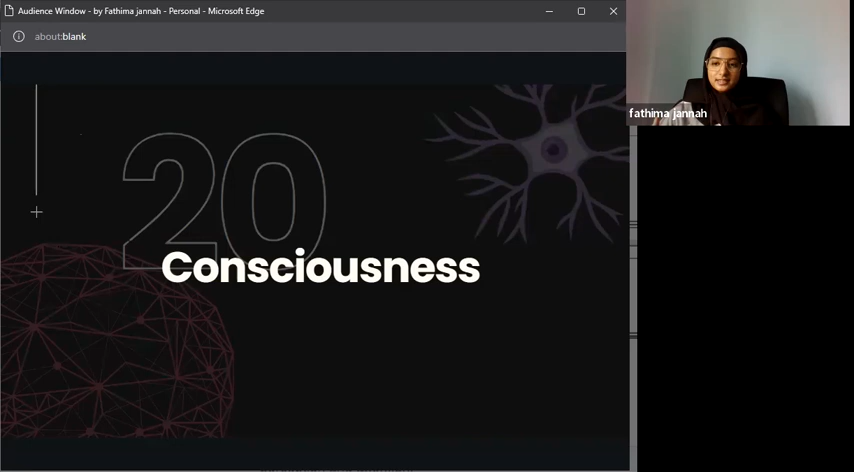 Audience Window - by Fathima jannah - Personal - Microsoft Edge
about:blank
fathima jannah
20
Consciousness